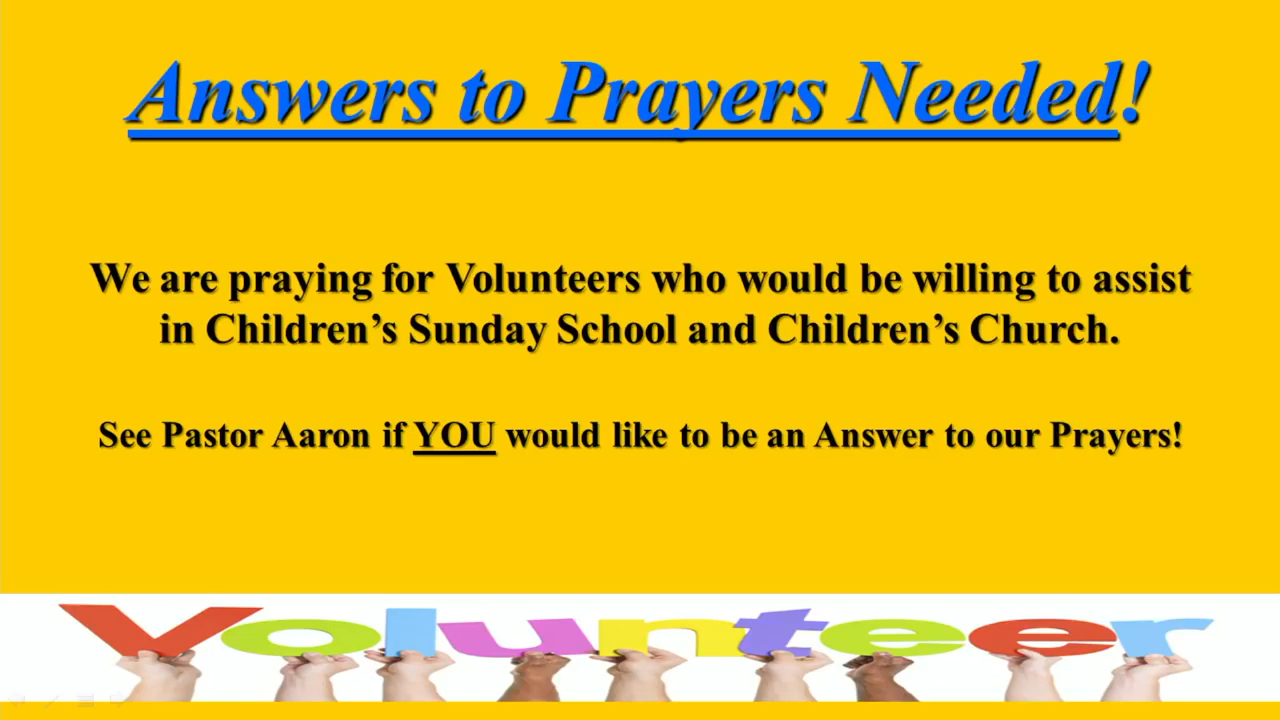 Answers to Prayers Needed!
We are praying for Volunteers who would be willing to assist
in Children’s Sunday School and Children’s Church.
See Pastor Aaron if YOU would like to be an Answer to our Prayers!
Volunteer